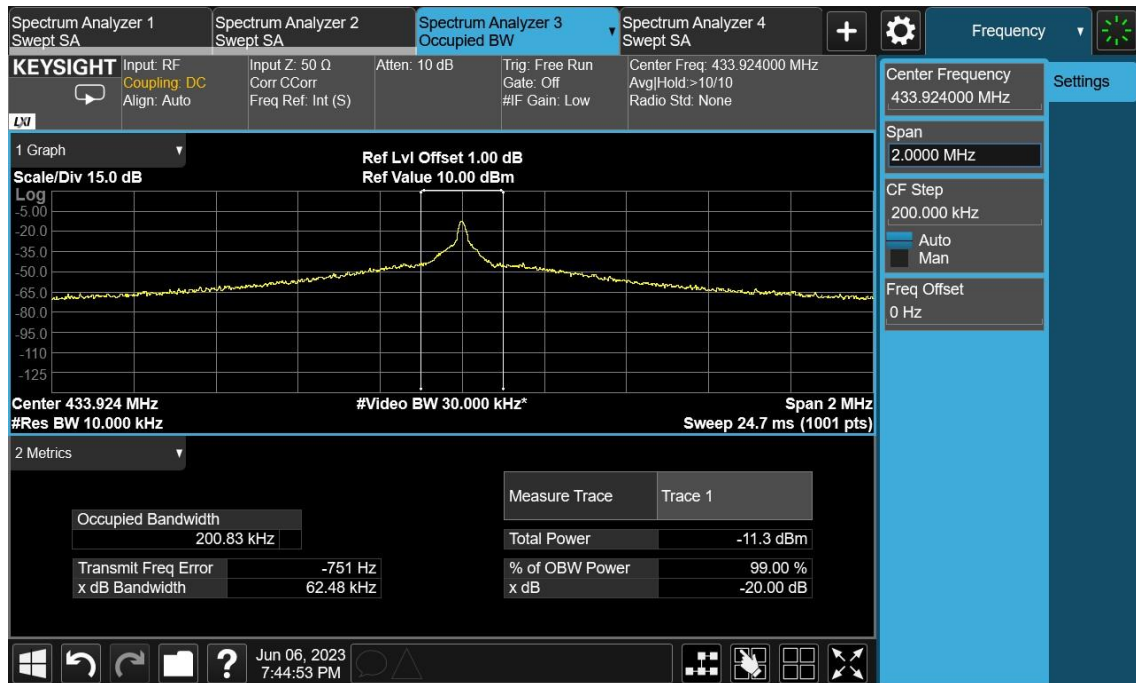 Spectrum Analyzer 1
Swept SA
Spectrum Analyzer 2
Swept SA
Spectrum Analyzer 3
Occupied BW
Spectrum Analyzer 4
Swept SA
+
Frequency
KEYSIGHT
LXI
Input: RF
Coupling: DC
Align: Auto
Input Z: 50 Ω
Corr CCorr
Freq Ref: Int (S)
Atten: 10 dB
Trig: Free Run
Gate: Off
#IF Gain: Low
Center Freq: 433.924000 MHz
Avg|Hold:>10/10
Radio Std: None
Center Frequency
433.924000 MHz
Settings
Span
2.0000 MHz
CF Step
200.000 kHz
Auto
Man
Freq Offset
0 Hz
1 Graph
Scale/Div 15.0 dB
Ref Lvl Offset 1.00 dB
Ref Value 10.00 dBm
Log
-5.00
-20.0
-35.0
-50.0
-65.0
-80.0
-95.0
-110
-125
Center 433.924 MHz
#Res BW 10.000 kHz
#Video BW 30.000 kHz*
Span 2 MHz
Sweep 24.7 ms (1001 pts)
2 Metrics
Measure Trace Trace 1
Occupied Bandwidth
200.83 kHz
Total Power -11.3 dBm
Transmit Freq Error -751 Hz
% of OBW Power 99.00 %
x dB Bandwidth 62.48 kHz
x dB -20.00 dB
?
Jun 06, 2023
7:44:53 PM